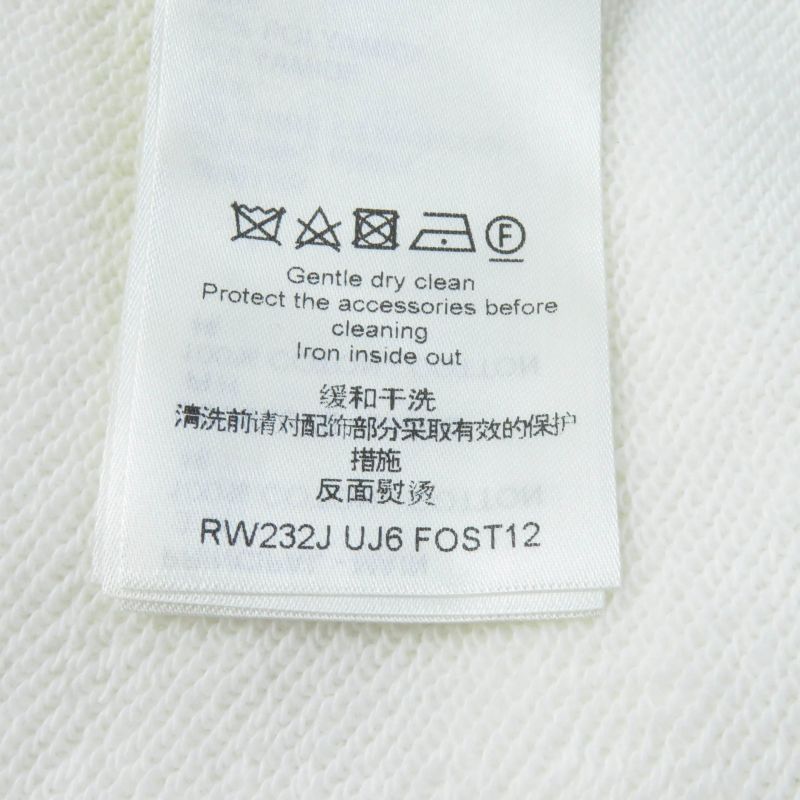 F
Gentle dry clean
Protect the accessories before
cleaning
Iron inside out
缓和干洗
清洗前请对配饰部分采取有效的保护
措施
反面熨烫
RW232J UJ6 FOST12